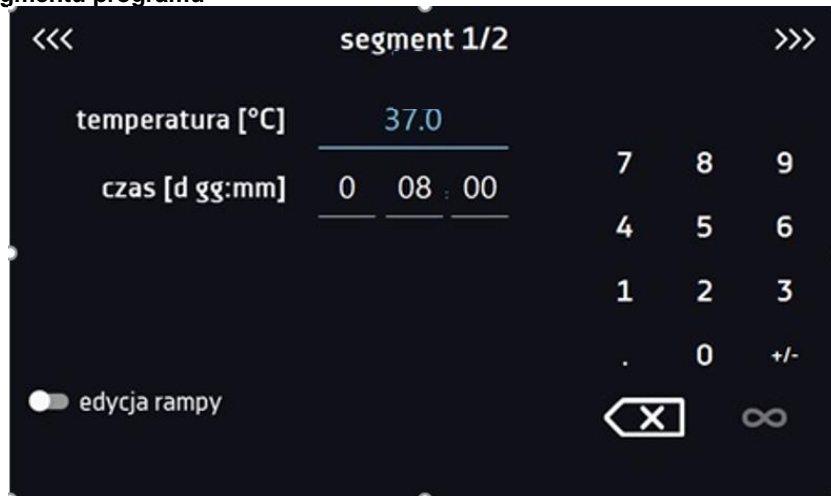 <<< segment 1/2 >>>
temperatura [°C] 37.0
czas [d gg:mm] 0 08 : 00
7 8 9
4 5 6
1 2 3
. 0 +/-
edycja rampy
∞